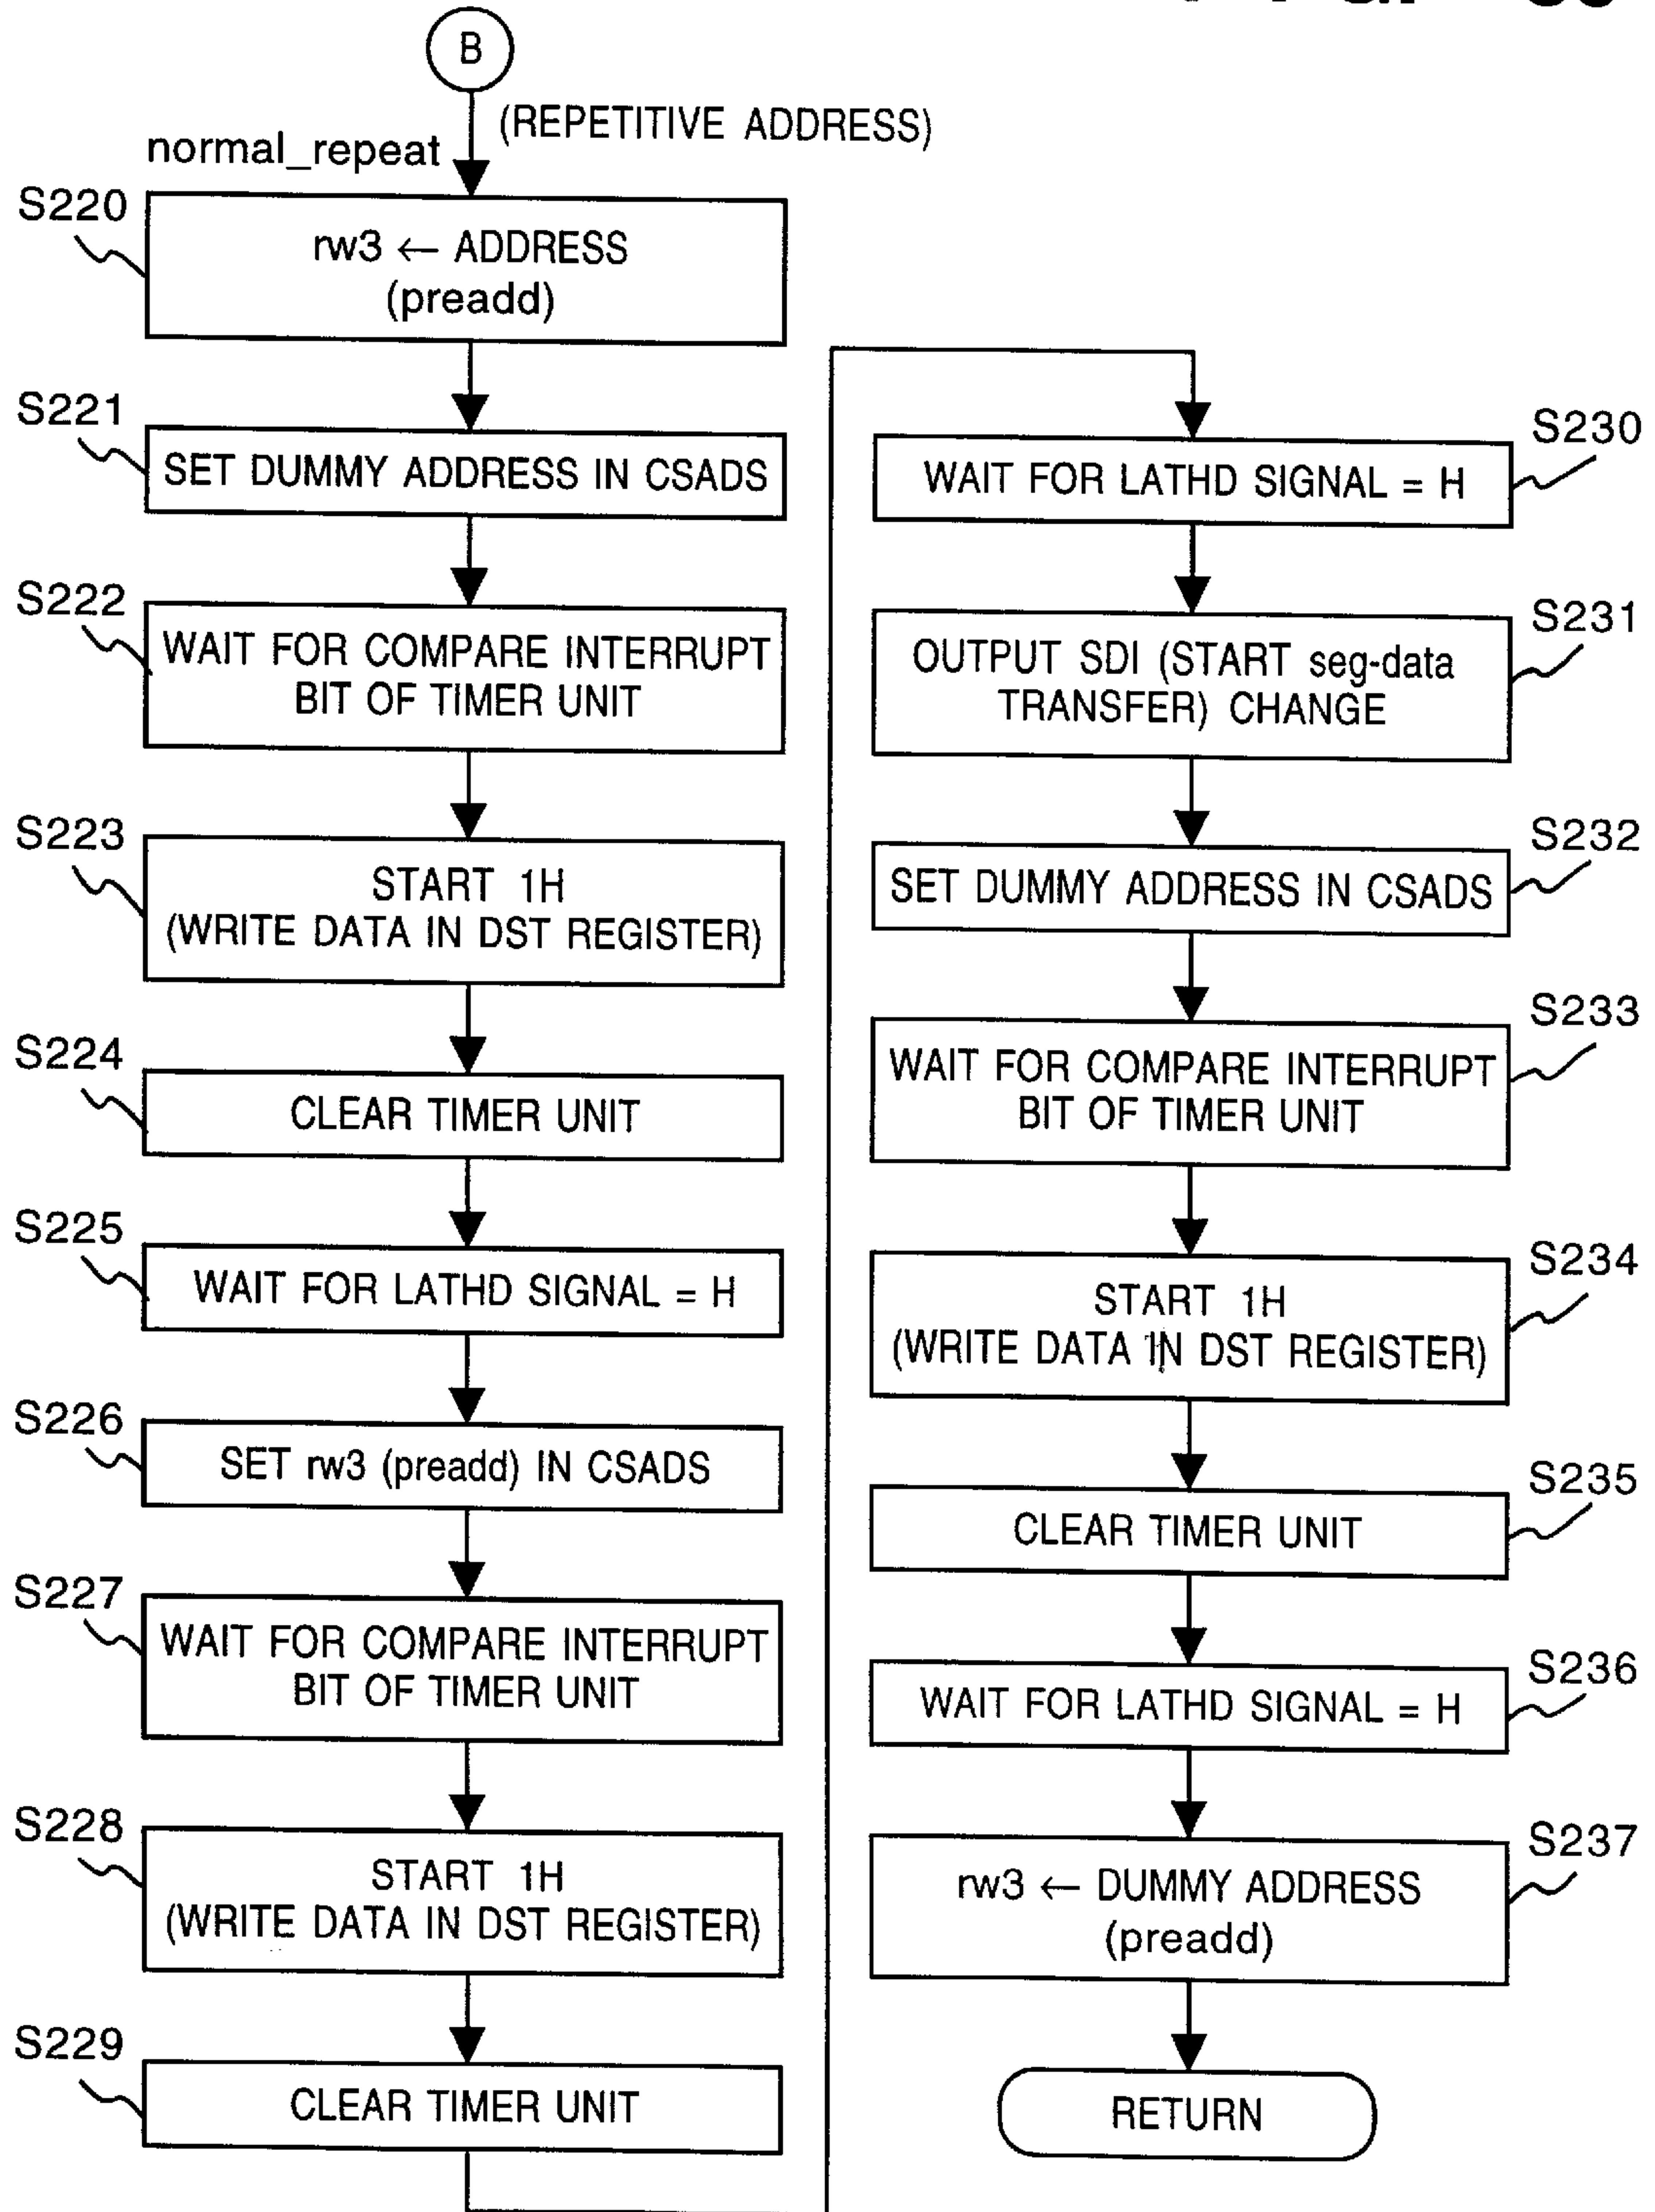 B
(REPETITIVE ADDRESS)
normal_repeat
S220
rw3 ← ADDRESS
(preadd)
S221
SET DUMMY ADDRESS IN CSADS
S222
WAIT FOR COMPARE INTERRUPT
BIT OF TIMER UNIT
S223
START 1H
(WRITE DATA IN DST REGISTER)
S224
CLEAR TIMER UNIT
S225
WAIT FOR LATHD SIGNAL = H
S226
SET rw3 (preadd) IN CSADS
S227
WAIT FOR COMPARE INTERRUPT
BIT OF TIMER UNIT
S228
START 1H
(WRITE DATA IN DST REGISTER)
S229
CLEAR TIMER UNIT
S230
WAIT FOR LATHD SIGNAL = H
S231
OUTPUT SDI (START seg-data
TRANSFER) CHANGE
S232
SET DUMMY ADDRESS IN CSADS
S233
WAIT FOR COMPARE INTERRUPT
BIT OF TIMER UNIT
S234
START 1H
(WRITE DATA IN DST REGISTER)
S235
CLEAR TIMER UNIT
S236
WAIT FOR LATHD SIGNAL = H
S237
rw3 ← DUMMY ADDRESS
(preadd)
RETURN